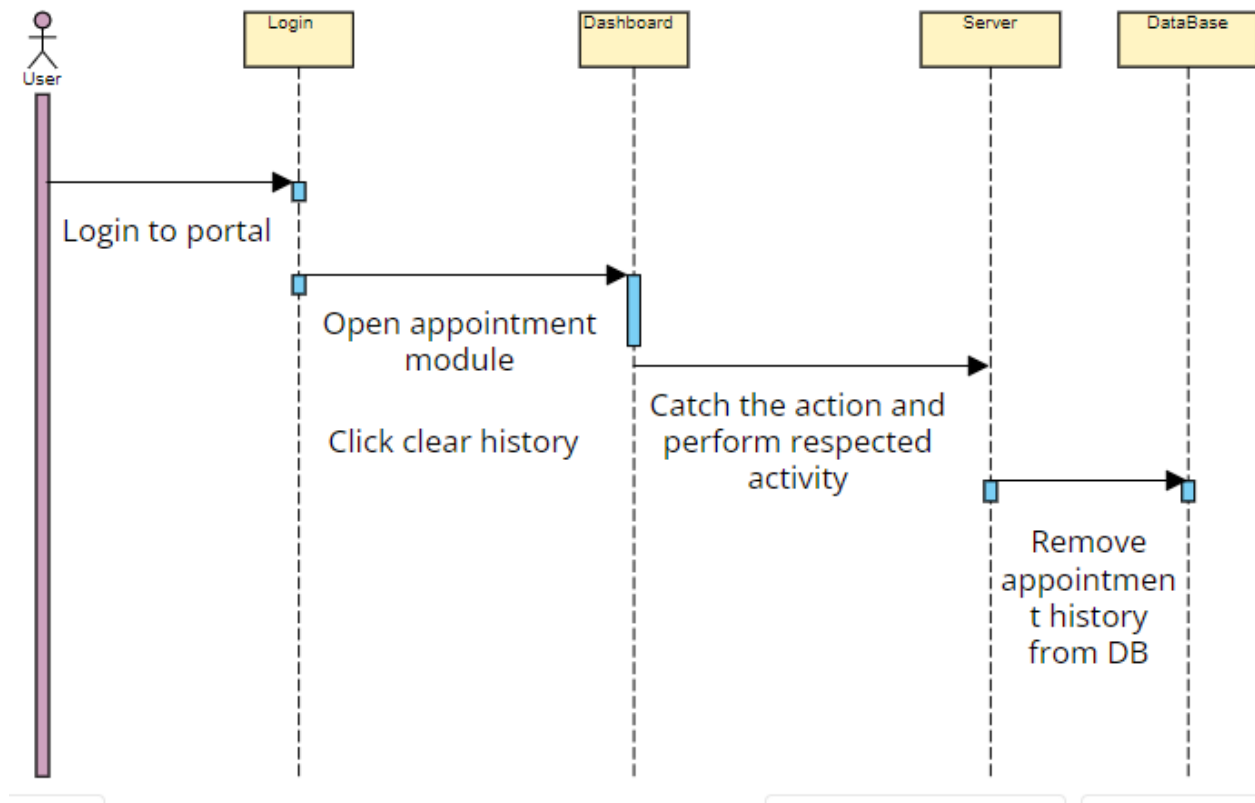 Login
Dashboard
Server
DataBase
User
Login to portal
Open appointment
module
Click clear history
Catch the action and
perform respected
activity
Remove
appointmen
t history
from DB